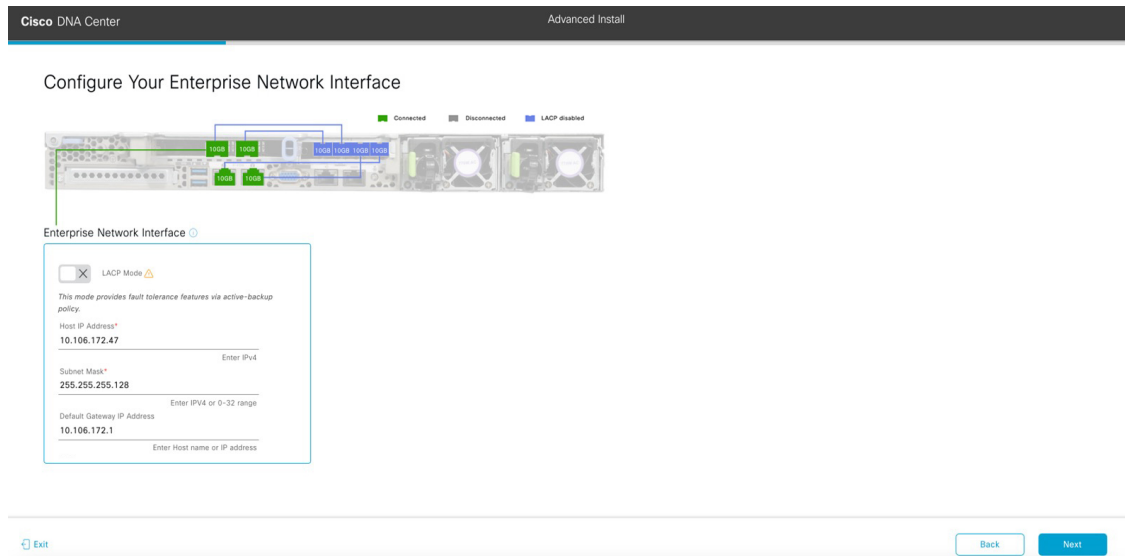 Cisco DNA Center
Advanced Install
Configure Your Enterprise Network Interface
Connected
Disconnected
LACP disabled
10GB 10GB
10GB 10GB 10GB 10GB
10GB 10GB
Enterprise Network Interface
LACP Mode
This mode provides fault tolerance features via active-backup
policy.
Host IP Address*
10.106.172.47
Enter IPv4
Subnet Mask*
255.255.255.128
Enter IPV4 or 0-32 range
Default Gateway IP Address
10.106.172.1
Enter Host name or IP address
Exit
Back
Next